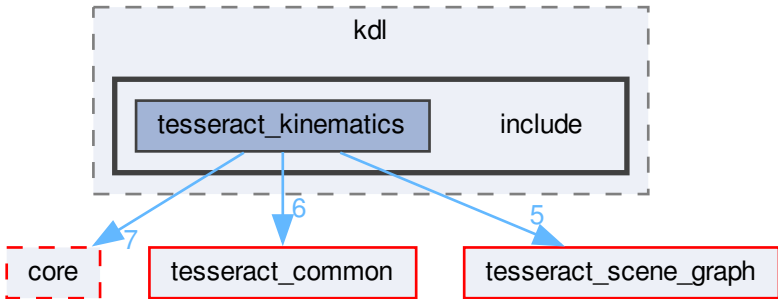 kdl
tesseract_kinematics
include
7
6
5
core
tesseract_common
tesseract_scene_graph